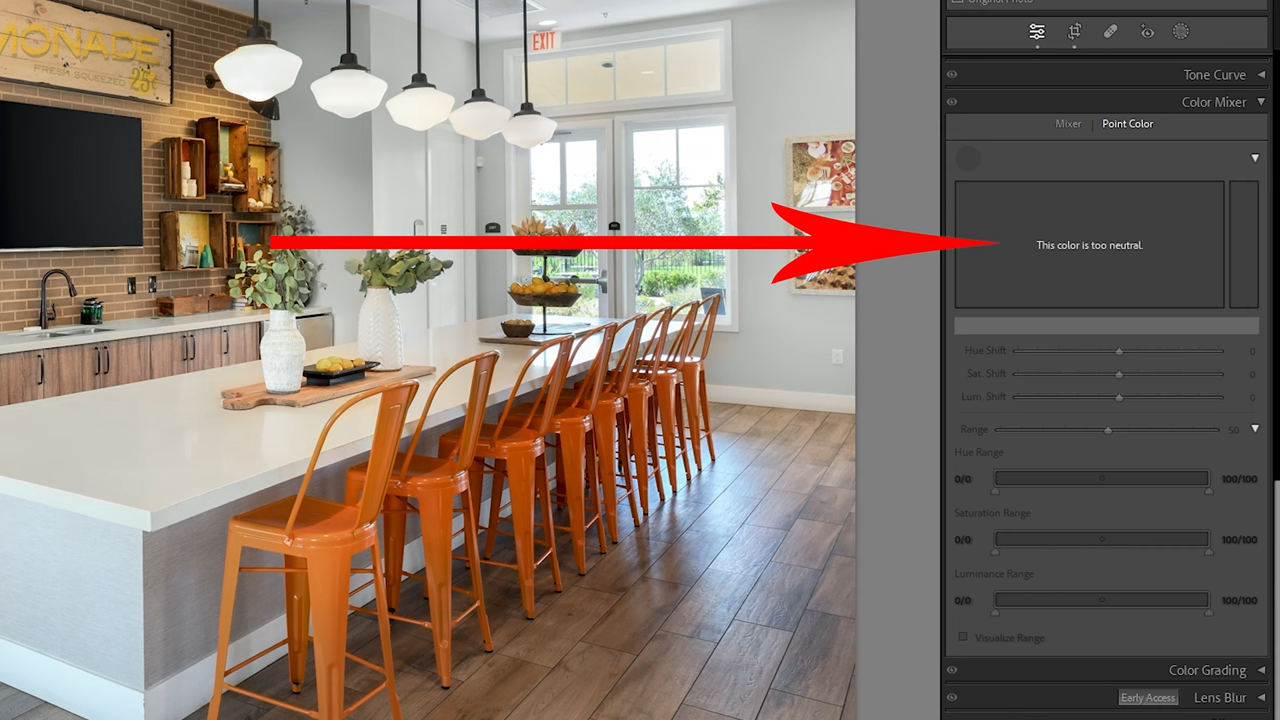 MONADE
FRESH SQUEEZED 25¢
EXIT
Original Photo
Tone Curve
Color Mixer
Mixer | Point Color
This color is too neutral.
Hue Shift 0
Sat. Shift 0
Lum. Shift 0
Range 50
Hue Range
0/0 100/100
Saturation Range
0/0 100/100
Luminance Range
0/0 100/100
Visualize Range
Color Grading
Early Access Lens Blur